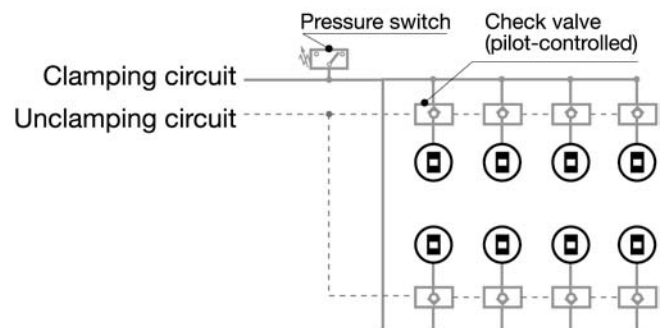 Pressure switch
Check valve
(pilot-controlled)
Clamping circuit
Unclamping circuit